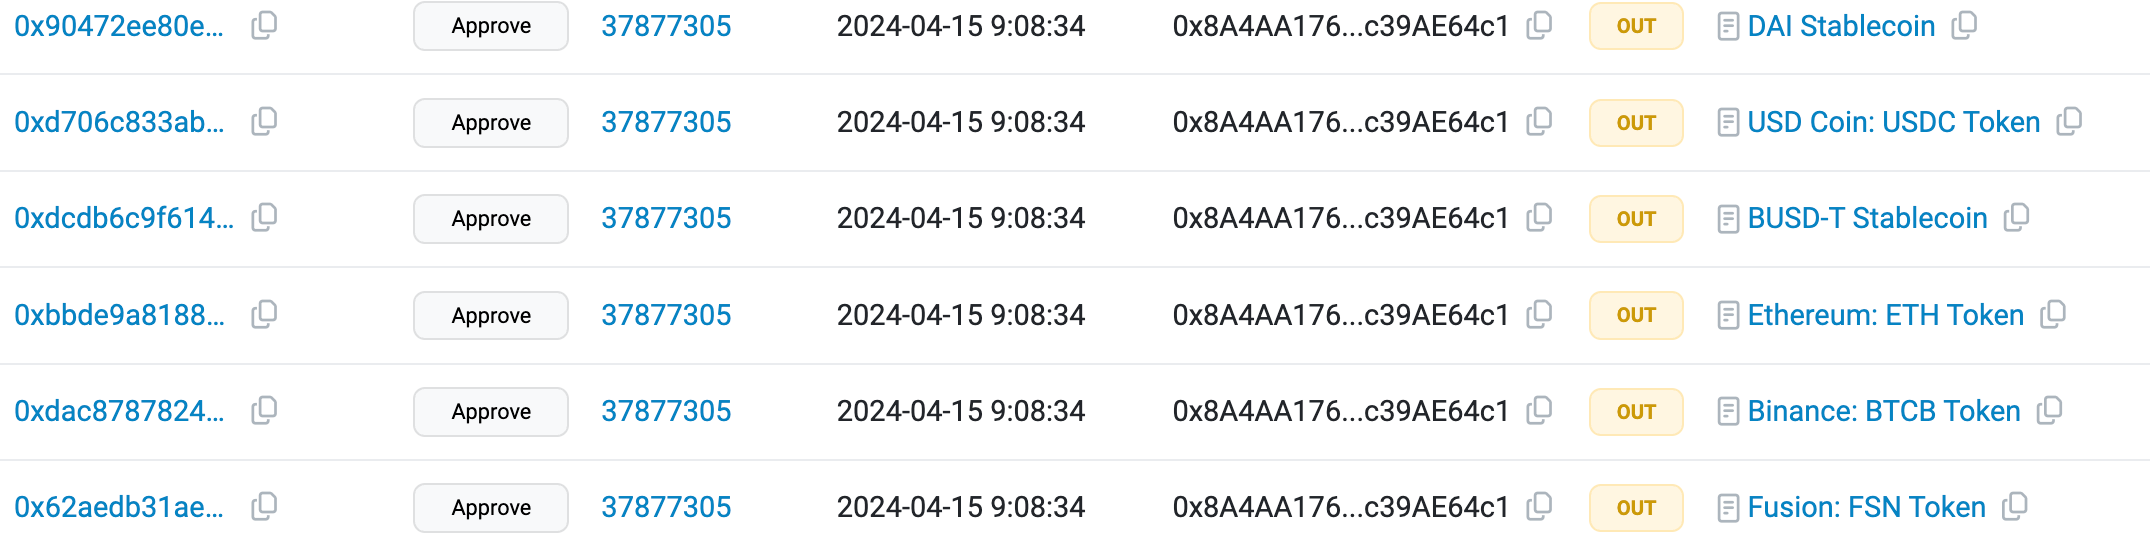 0x90472ee80e... Approve 37877305 2024-04-15 9:08:34 0x8A4AA176...c39AE64c1 OUT DAI Stablecoin
0xd706c833ab... Approve 37877305 2024-04-15 9:08:34 0x8A4AA176...c39AE64c1 OUT USD Coin: USDC Token
0xdcdb6c9f614... Approve 37877305 2024-04-15 9:08:34 0x8A4AA176...c39AE64c1 OUT BUSD-T Stablecoin
0xbbde9a8188... Approve 37877305 2024-04-15 9:08:34 0x8A4AA176...c39AE64c1 OUT Ethereum: ETH Token
0xdac8787824... Approve 37877305 2024-04-15 9:08:34 0x8A4AA176...c39AE64c1 OUT Binance: BTCB Token
0x62aedb31ae... Approve 37877305 2024-04-15 9:08:34 0x8A4AA176...c39AE64c1 OUT Fusion: FSN Token